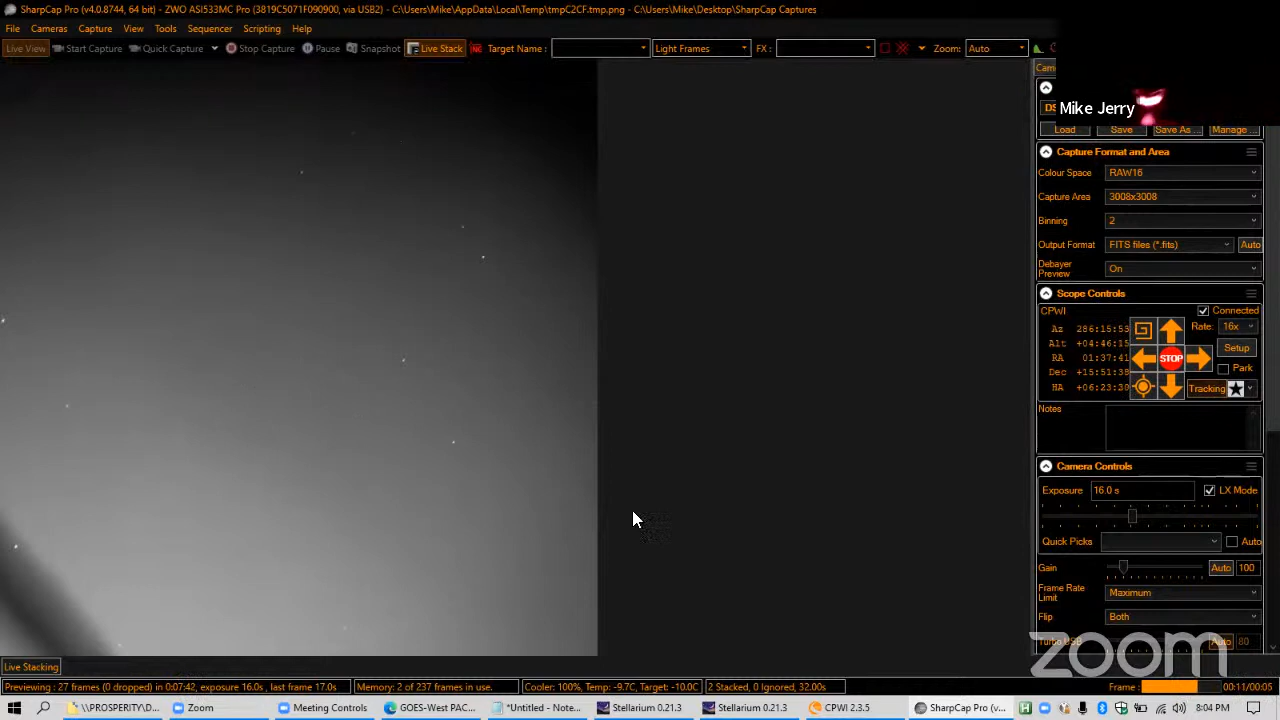 SharpCap Pro (v4.0.8744, 64 bit) - ZWO ASI533MC Pro (3819C5071F090900, via USB2) - C:\Users\Mike\AppData\Local\Temp\tmpC2CF.tmp.png - C:\Users\Mike\Desktop\SharpCap Captures
File Cameras Capture View Tools Sequencer Scripting Help
Live View Start Capture Quick Capture Stop Capture Pause Snapshot Live Stack Target Name : Light Frames FX : Zoom: Auto
Mike Jerry
Load Save Save As ... Manage ...
Capture Format and Area
Colour Space RAW16
Capture Area 3008x3008
Binning 2
Output Format FITS files (*.fits) Auto
Debayer Preview On
Scope Controls
CPWI Connected
Az 286:15:53 Rate: 16x
Alt +04:46:15 Setup
RA 01:37:41 STOP Park
Dec +15:51:38
HA +06:23:30 Tracking
Notes
Camera Controls
Exposure 16.0 s LX Mode
Quick Picks Auto
Gain Auto 100
Frame Rate Limit Maximum
Flip Both
Turbo USB Auto 80
zoom
Live Stacking
Previewing : 27 frames (0 dropped) in 0:07:42, exposure 16.0s , last frame 17.0s Memory: 2 of 237 frames in use. Cooler: 100%, Temp: -9.7C, Target: -10.0C 2 Stacked, 0 Ignored, 32.00s Frame : 00:11/00:05
\\PROSPERITY\D... Zoom Meeting Controls GOES-West PAC... *Untitled - Note... Stellarium 0.21.3 Stellarium 0.21.3 CPWI 2.3.5 SharpCap Pro (v... 8:04 PM